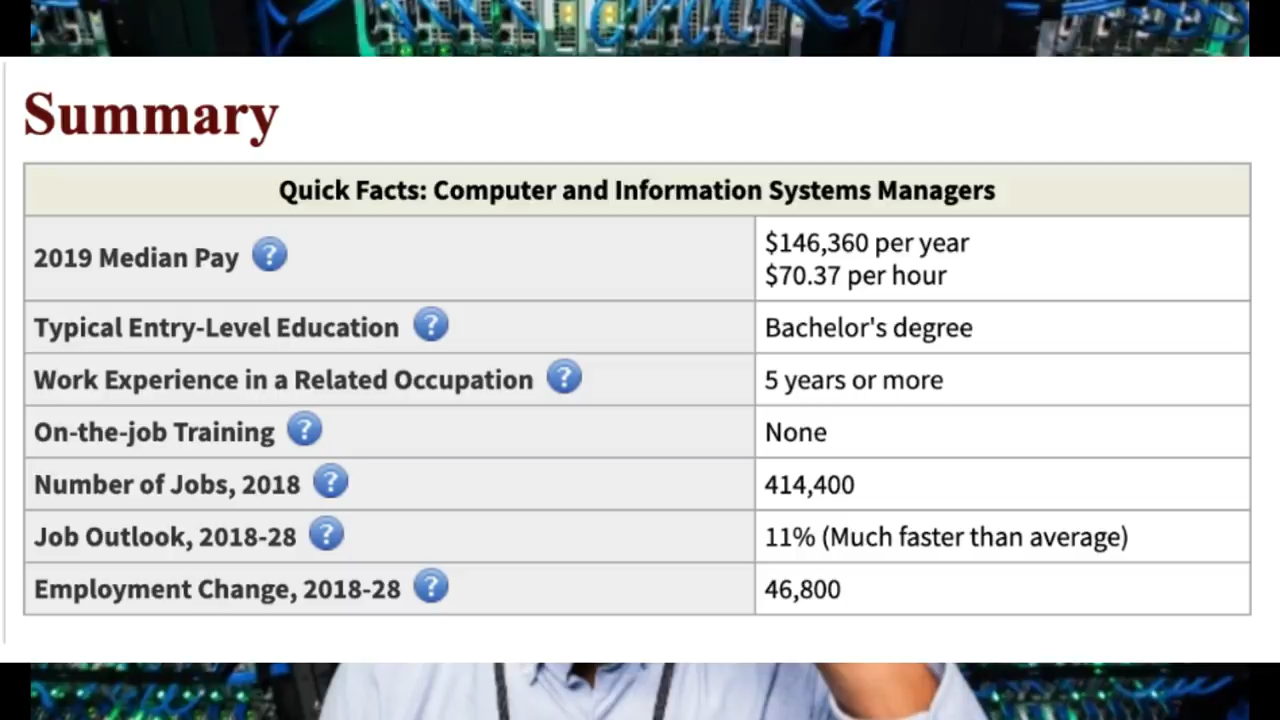 Summary
Quick Facts: Computer and Information Systems Managers
2019 Median Pay ?
$146,360 per year
$70.37 per hour
Typical Entry-Level Education ?
Bachelor's degree
Work Experience in a Related Occupation ?
5 years or more
On-the-job Training ?
None
Number of Jobs, 2018 ?
414,400
Job Outlook, 2018-28 ?
11% (Much faster than average)
Employment Change, 2018-28 ?
46,800